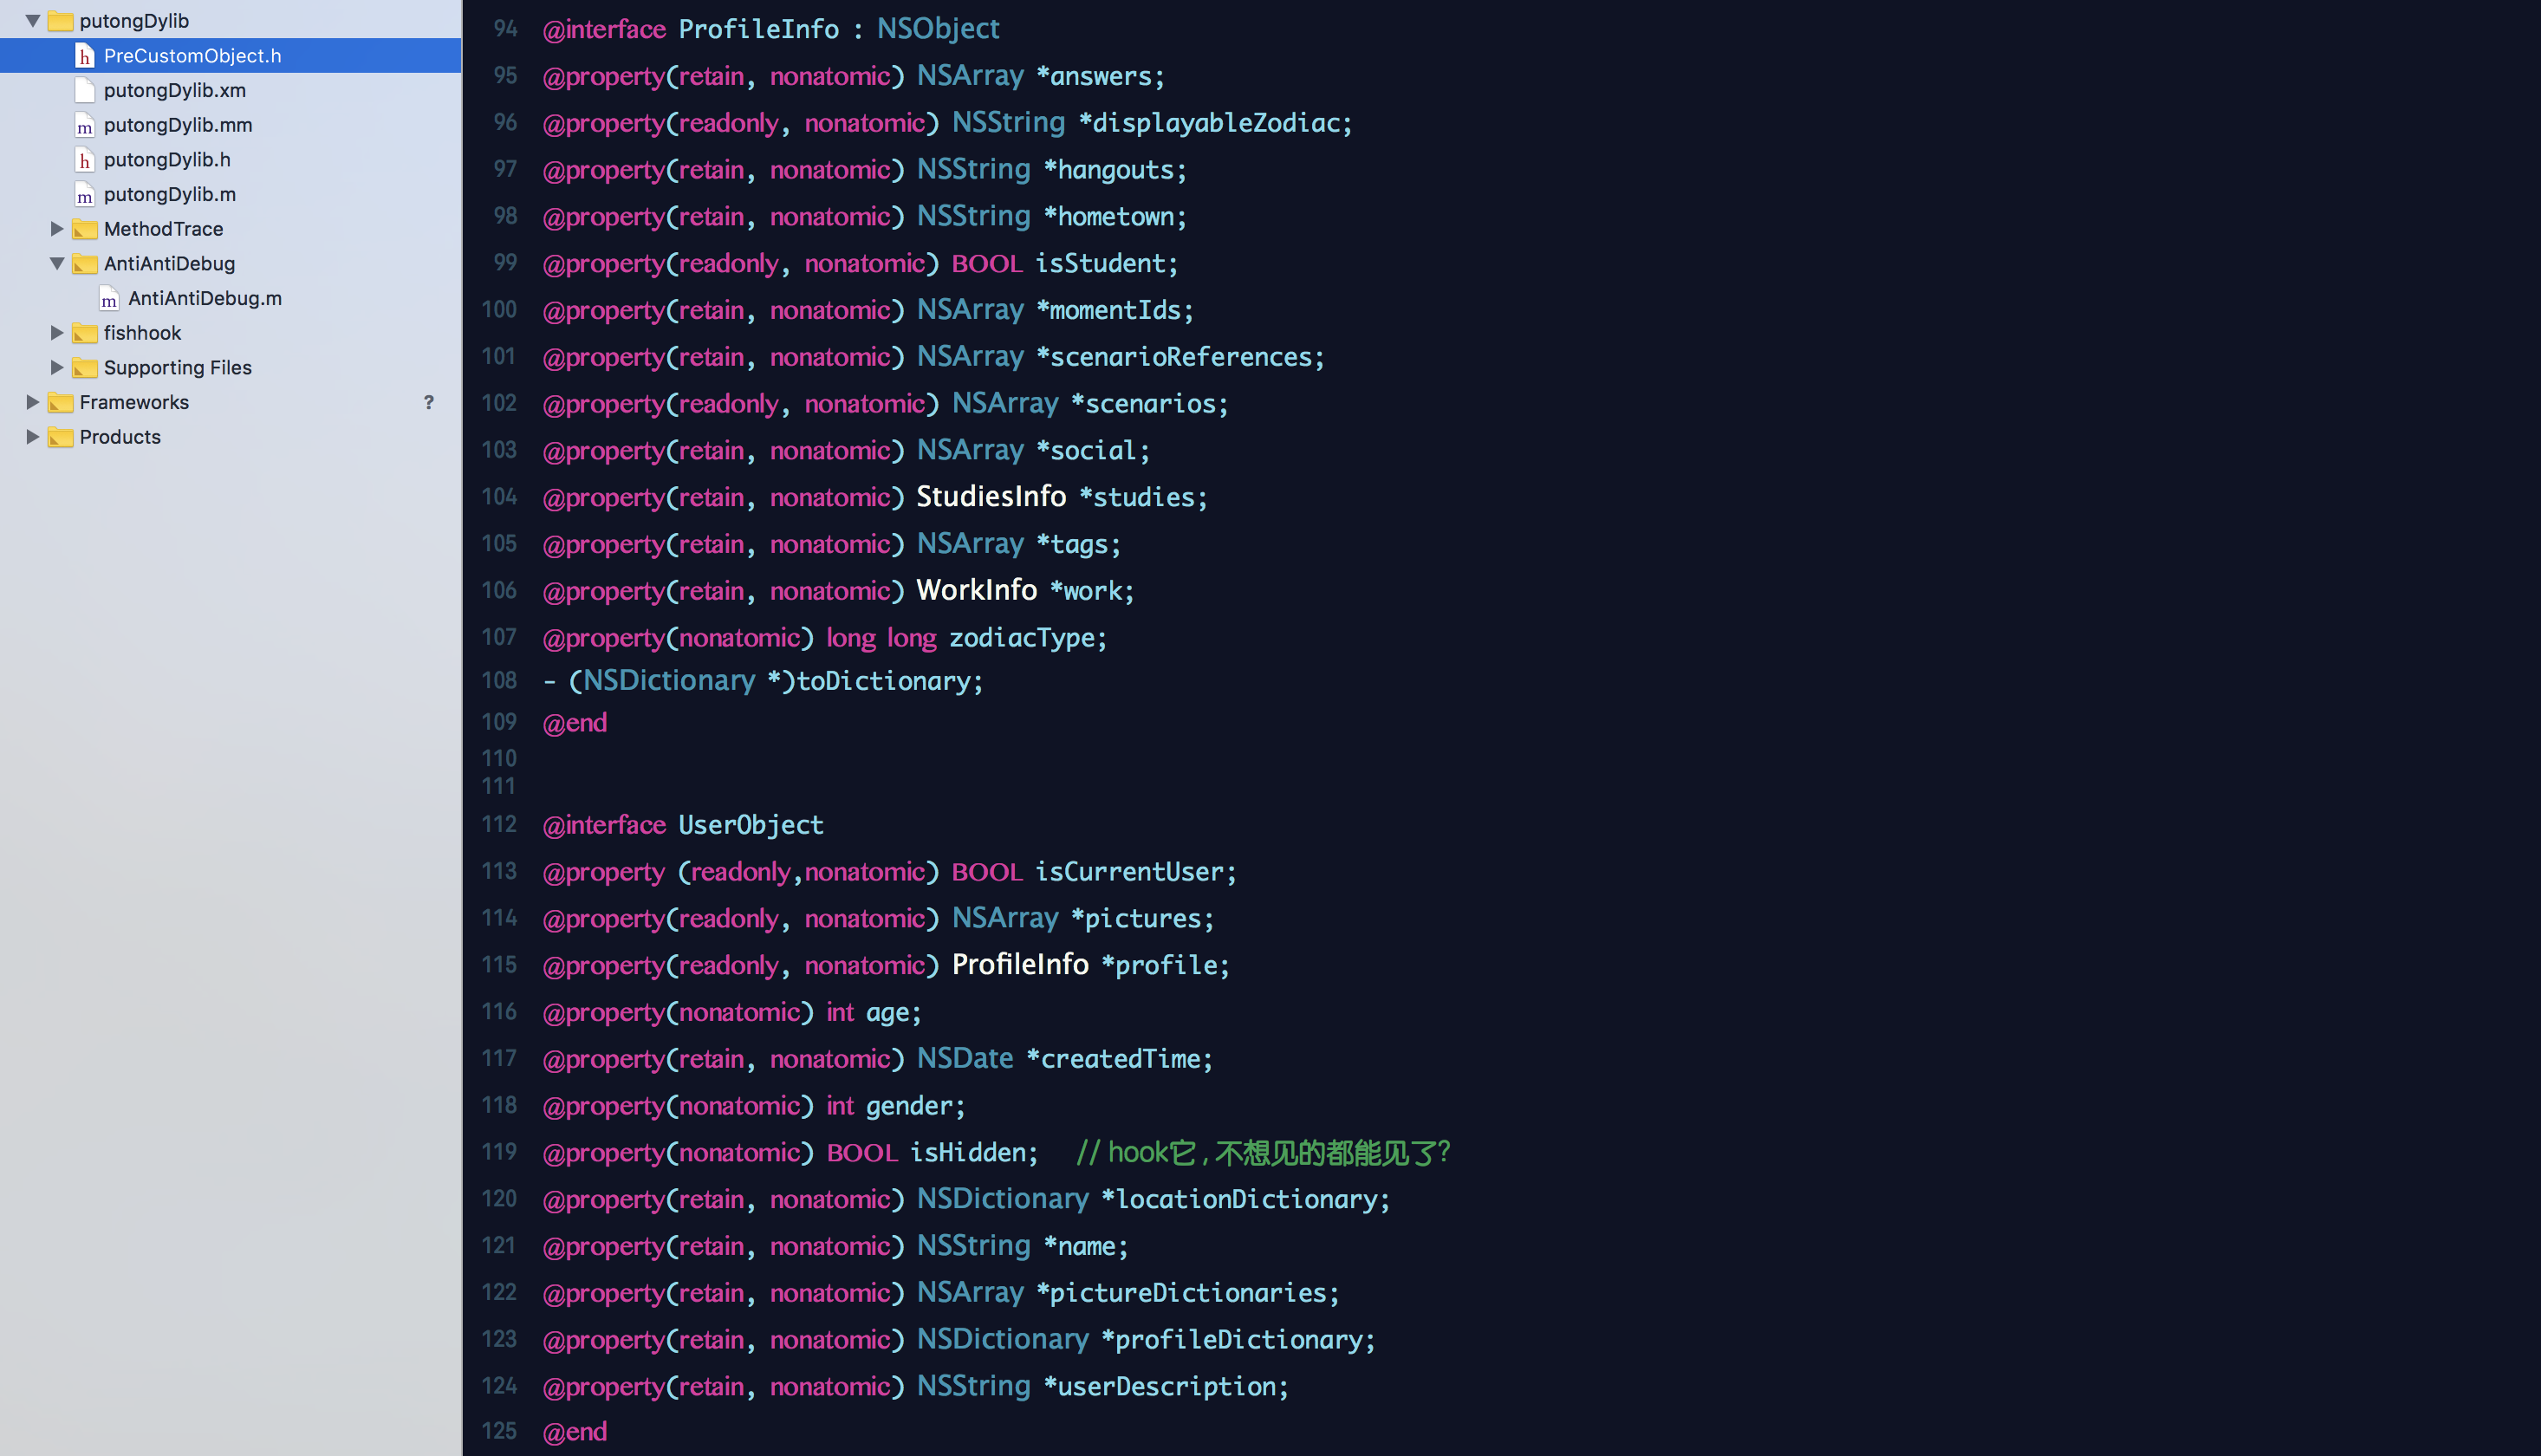 putongDylib
PreCustomObject.h
putongDylib.xm
putongDylib.mm
putongDylib.h
putongDylib.m
MethodTrace
AntiAntiDebug
AntiAntiDebug.m
fishhook
Supporting Files
Frameworks ?
Products
94 @interface ProfileInfo : NSObject
95 @property(retain, nonatomic) NSArray *answers;
96 @property(readonly, nonatomic) NSString *displayableZodiac;
97 @property(retain, nonatomic) NSString *hangouts;
98 @property(retain, nonatomic) NSString *hometown;
99 @property(readonly, nonatomic) BOOL isStudent;
100 @property(retain, nonatomic) NSArray *momentIds;
101 @property(retain, nonatomic) NSArray *scenarioReferences;
102 @property(readonly, nonatomic) NSArray *scenarios;
103 @property(retain, nonatomic) NSArray *social;
104 @property(retain, nonatomic) StudiesInfo *studies;
105 @property(retain, nonatomic) NSArray *tags;
106 @property(retain, nonatomic) WorkInfo *work;
107 @property(nonatomic) long long zodiacType;
108 - (NSDictionary *)toDictionary;
109 @end
110
111
112 @interface UserObject
113 @property (readonly,nonatomic) BOOL isCurrentUser;
114 @property(readonly, nonatomic) NSArray *pictures;
115 @property(readonly, nonatomic) ProfileInfo *profile;
116 @property(nonatomic) int age;
117 @property(retain, nonatomic) NSDate *createdTime;
118 @property(nonatomic) int gender;
119 @property(nonatomic) BOOL isHidden; // hook它,不想见的都能见了?
120 @property(retain, nonatomic) NSDictionary *locationDictionary;
121 @property(retain, nonatomic) NSString *name;
122 @property(retain, nonatomic) NSArray *pictureDictionaries;
123 @property(retain, nonatomic) NSDictionary *profileDictionary;
124 @property(retain, nonatomic) NSString *userDescription;
125 @end